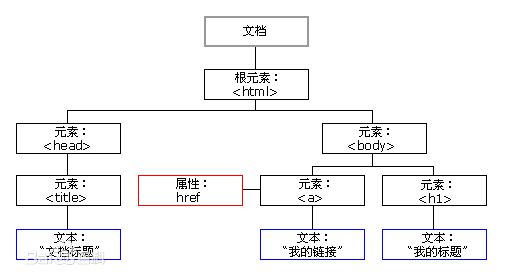 文档
根元素：
<html>
元素：
<head>
元素：
<body>
元素：
<title>
属性：
href
元素：
<a>
元素：
<h1>
文本：
“文档标题”
文本：
“我的链接”
文本：
“我的标题”